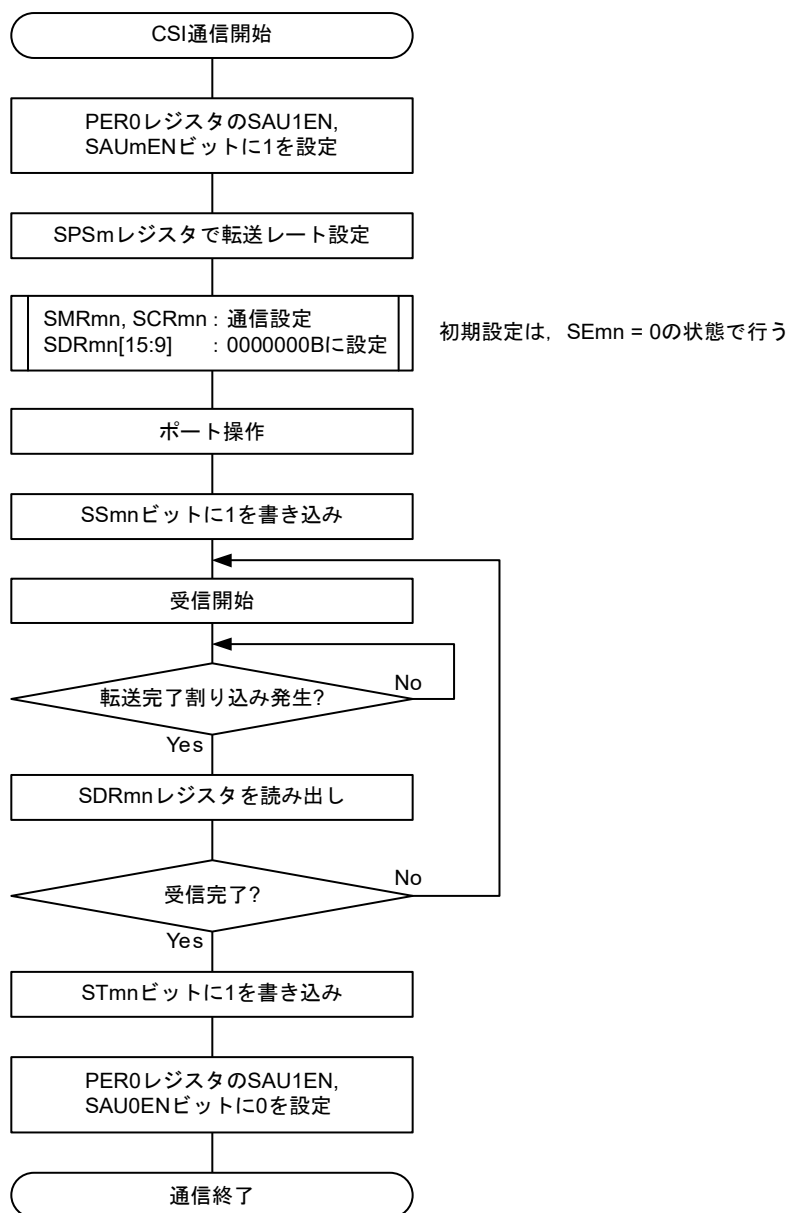 CSI通信開始
PER0レジスタのSAU1EN,
SAUmENビットに1を設定
SPSmレジスタで転送レート設定
SMRmn, SCRmn : 通信設定
SDRmn[15:9] : 0000000Bに設定
初期設定は，SEmn = 0の状態で行う
ポート操作
SSmnビットに1を書き込み
受信開始
転送完了割り込み発生?
No
Yes
SDRmnレジスタを読み出し
受信完了?
No
Yes
STmnビットに1を書き込み
PER0レジスタのSAU1EN,
SAU0ENビットに0を設定
通信終了